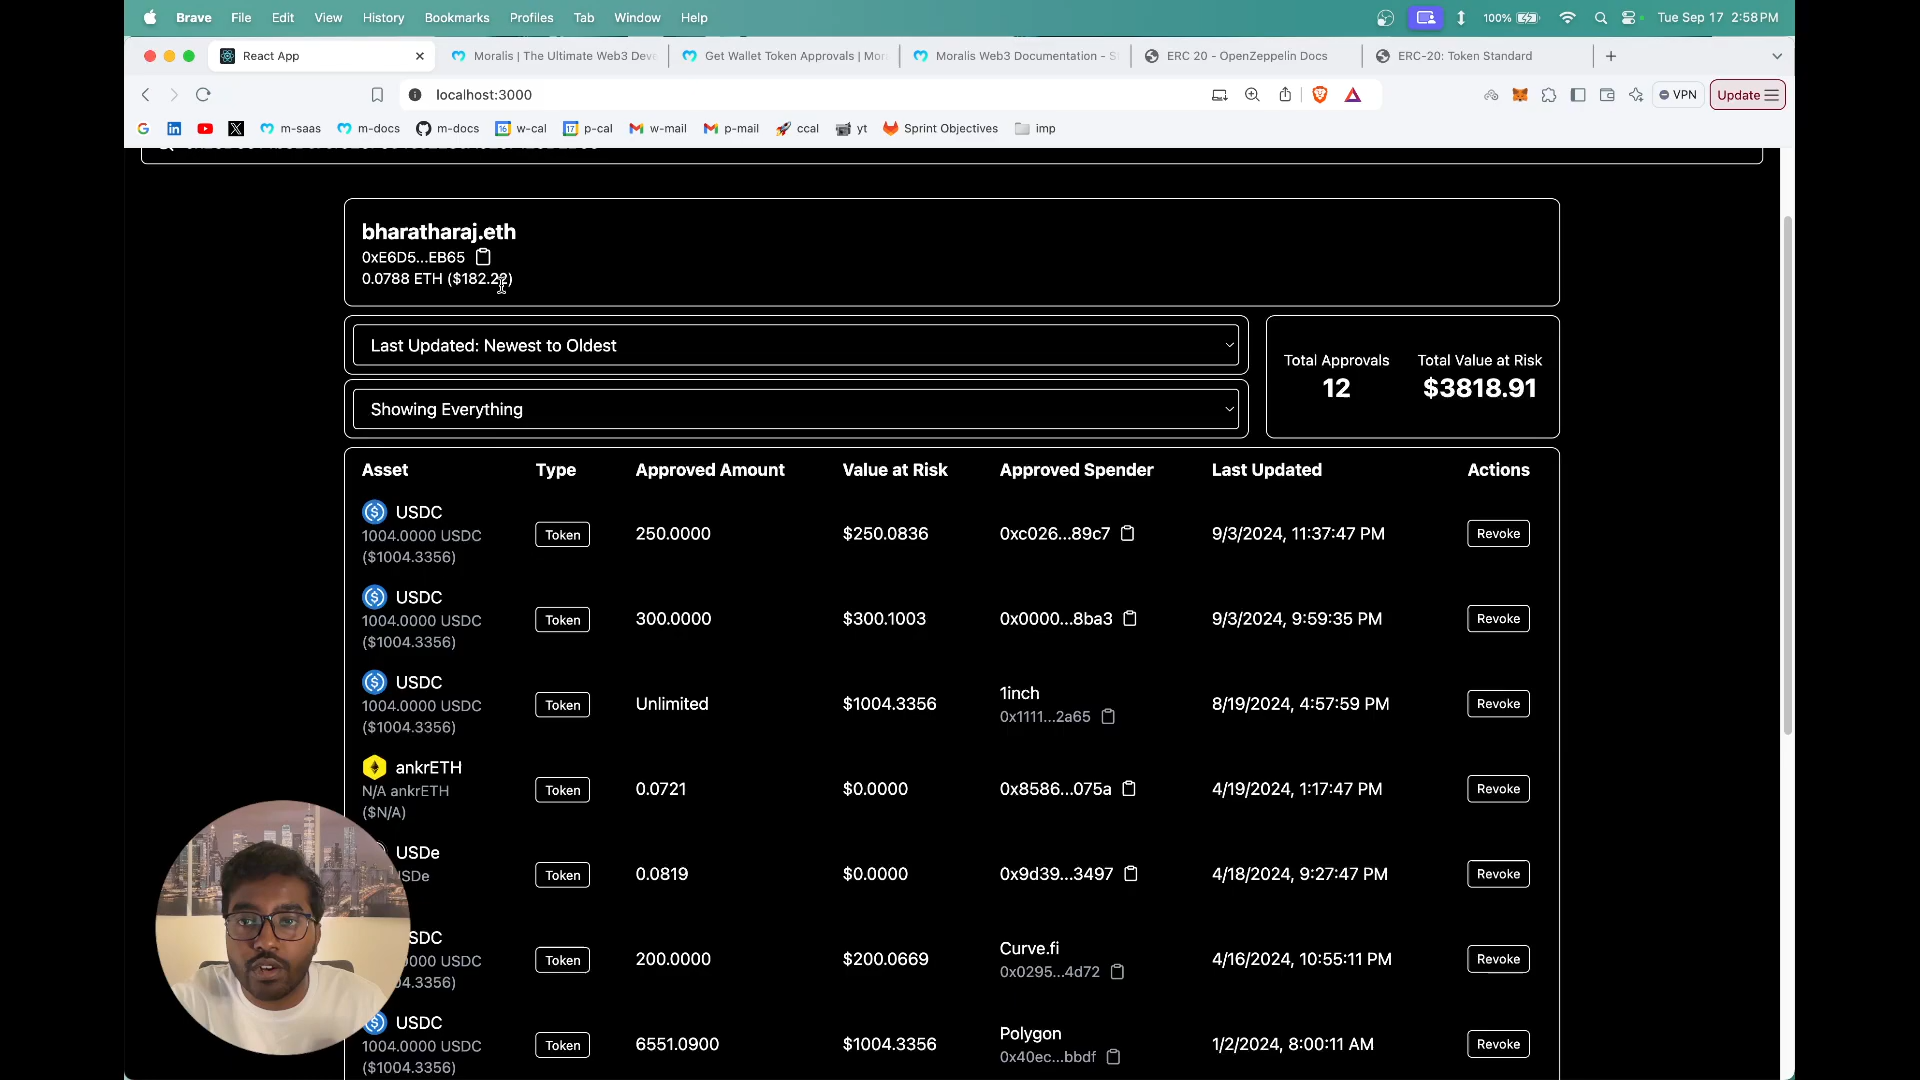 Brave File Edit View History Bookmarks Profiles Tab Window Help 100% Tue Sep 17 2:58 PM
React App Moralis | The Ultimate Web3 Deve Get Wallet Token Approvals | Mor Moralis Web3 Documentation - S ERC 20 - OpenZeppelin Docs ERC-20: Token Standard
localhost:3000 VPN Update
m-saas m-docs m-docs w-cal p-cal w-mail p-mail ccal yt Sprint Objectives imp
bharatharaj.eth
0xE6D5...EB65
0.0788 ETH ($182.22)
Last Updated: Newest to Oldest
Showing Everything
Total Approvals Total Value at Risk
12 $3818.91
Asset Type Approved Amount Value at Risk Approved Spender Last Updated Actions
USDC
1004.0000 USDC
($1004.3356)
Token 250.0000 $250.0836 0xc026...89c7 9/3/2024, 11:37:47 PM Revoke
USDC
1004.0000 USDC
($1004.3356)
Token 300.0000 $300.1003 0x0000...8ba3 9/3/2024, 9:59:35 PM Revoke
USDC
1004.0000 USDC
($1004.3356)
Token Unlimited $1004.3356 1inch
0x1111...2a65
8/19/2024, 4:57:59 PM Revoke
ankrETH
N/A ankrETH
($N/A)
Token 0.0721 $0.0000 0x8586...075a 4/19/2024, 1:17:47 PM Revoke
USDe
SDe
Token 0.0819 $0.0000 0x9d39...3497 4/18/2024, 9:27:47 PM Revoke
SDC
000 USDC
4.3356)
Token 200.0000 $200.0669 Curve.fi
0x0295...4d72
4/16/2024, 10:55:11 PM Revoke
USDC
1004.0000 USDC
($1004.3356)
Token 6551.0900 $1004.3356 Polygon
0x40ec...bbdf
1/2/2024, 8:00:11 AM Revoke